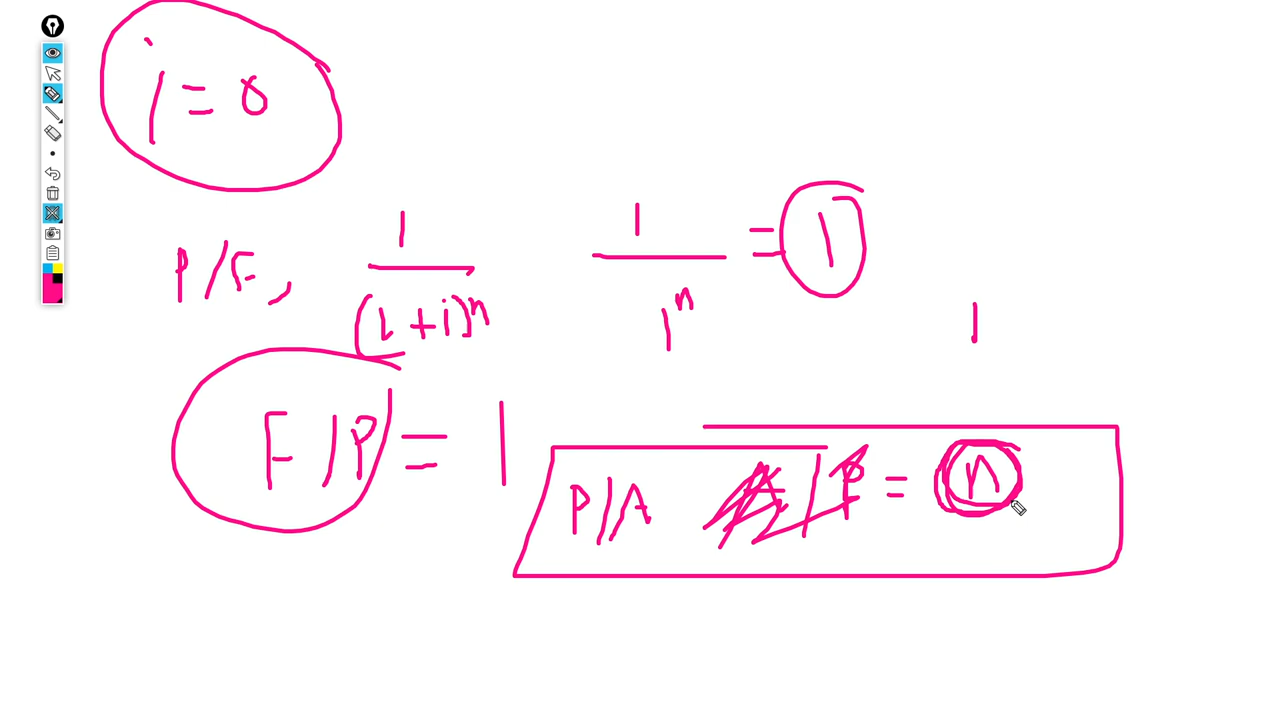 i = 0
P/F, 1/(1+i)^n 1/1^n = 1
1
F/P = 1
P/A A/P = n